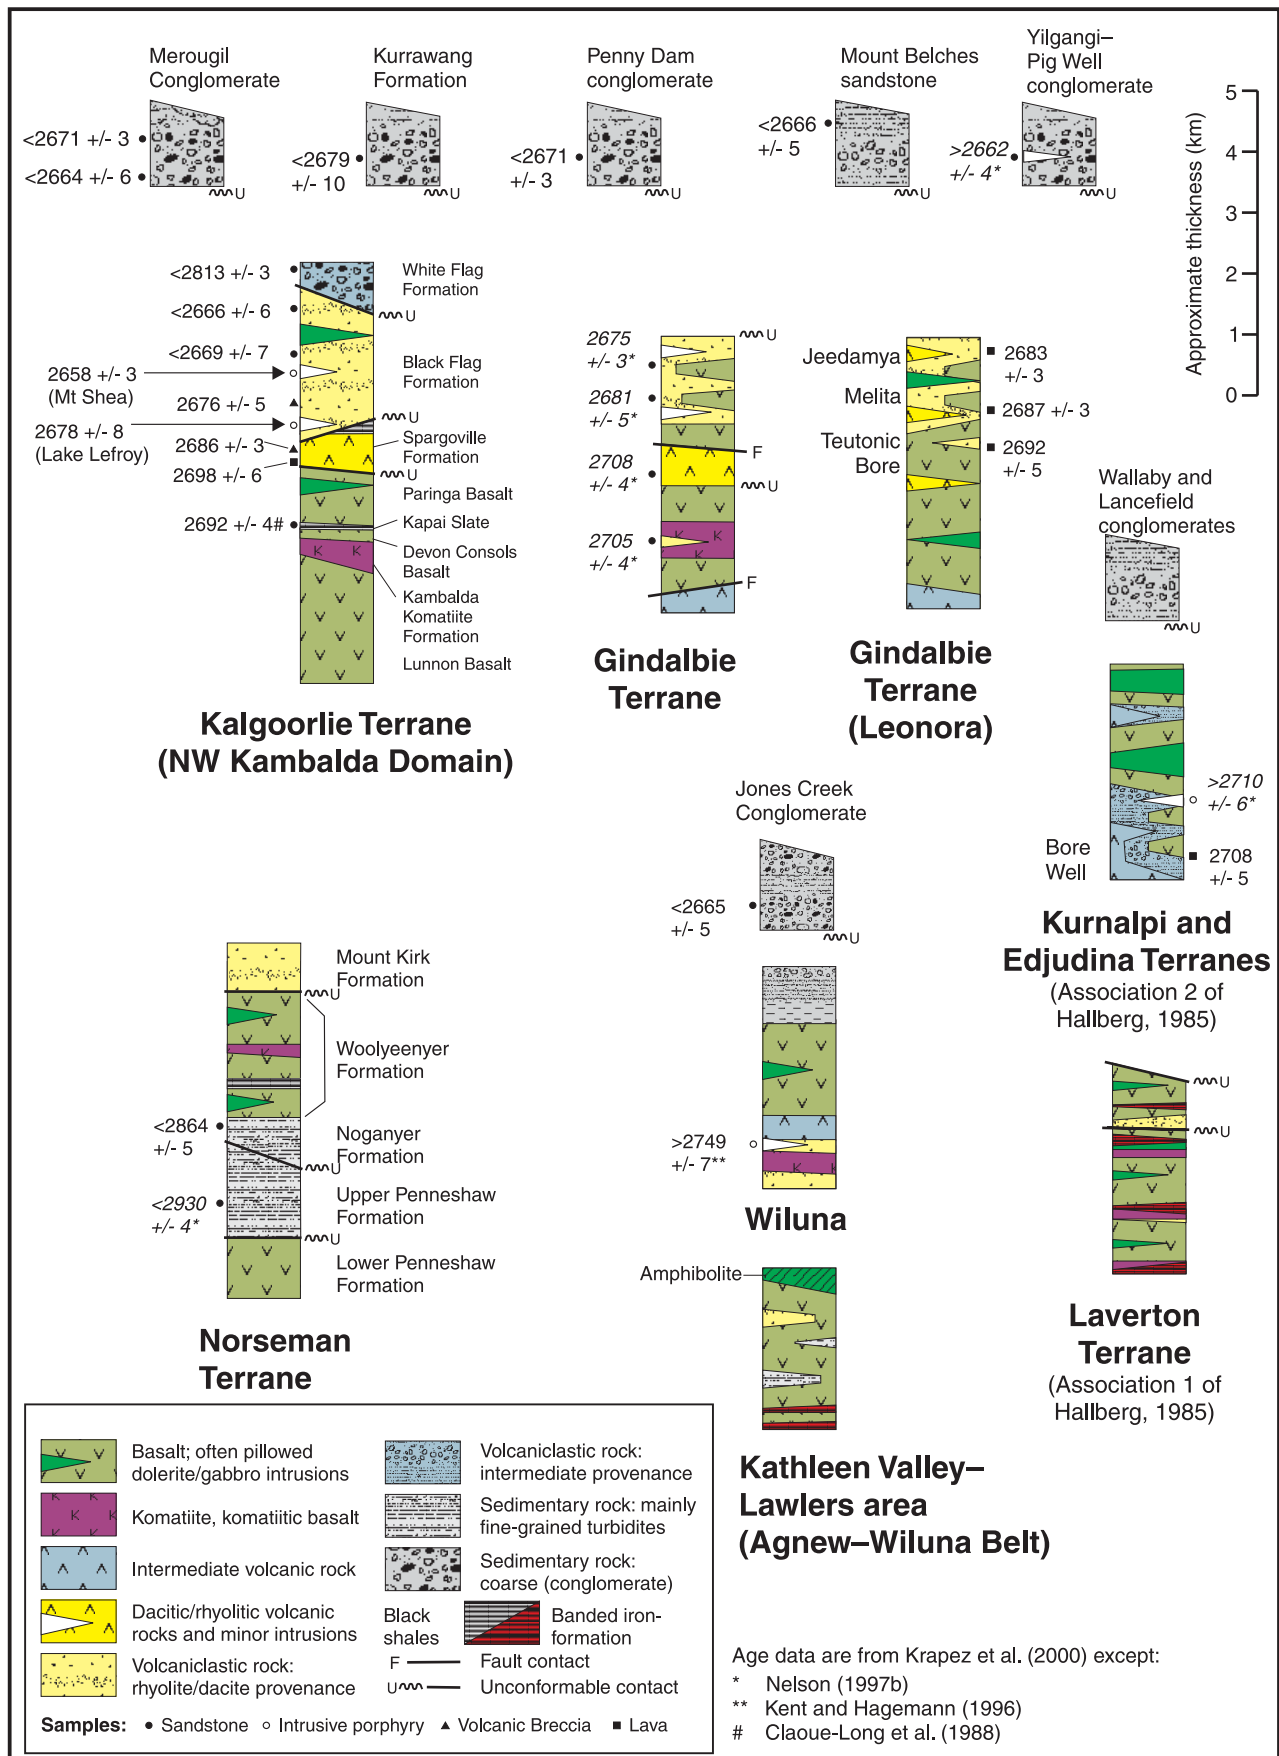 Merougil
Conglomerate
Kurrawang
Formation
Penny Dam
conglomerate
Mount Belches
sandstone
Yilgangi–
Pig Well
conglomerate
<2671 +/- 3
<2664 +/- 6
U
<2679
+/- 10
U
<2671
+/- 3
U
<2666
+/- 5
U
>2662
+/- 4*
U
5
4
3
2
1
0
Approximate thickness (km)
<2813 +/- 3
<2666 +/- 6
<2669 +/- 7
2658 +/- 3
(Mt Shea)
2676 +/- 5
2678 +/- 8
(Lake Lefroy)
2686 +/- 3
2698 +/- 6
2692 +/- 4#
White Flag
Formation
U
Black Flag
Formation
U
Spargoville
Formation
U
Paringa Basalt
Kapai Slate
Devon Consols
Basalt
Kambalda
Komatiite
Formation
Lunnon Basalt
K
K
Kalgoorlie Terrane
(NW Kambalda Domain)
2675
+/- 3*
2681
+/- 5*
2708
+/- 4*
2705
+/- 4*
U
F
U
K
K
K
F
Gindalbie
Terrane
Jeedamya
Melita
Teutonic
Bore
2683
+/- 3
2687 +/- 3
2692
+/- 5
Gindalbie
Terrane
(Leonora)
Wallaby and
Lancefield
conglomerates
U
>2710
+/- 6*
Bore
Well
2708
+/- 5
Kurnalpi and
Edjudina Terranes
(Association 2 of
Hallberg, 1985)
Jones Creek
Conglomerate
<2665
+/- 5
U
>2749
+/- 7**
K
K
Wiluna
Mount Kirk
Formation
U
Woolyeenyer
Formation
K
<2864
+/- 5
Noganyer
Formation
U
<2930
+/- 4*
Upper Penneshaw
Formation
U
Lower Penneshaw
Formation
Norseman
Terrane
U
U
Laverton
Terrane
(Association 1 of
Hallberg, 1985)
Amphibolite
Kathleen Valley–
Lawlers area
(Agnew–Wiluna Belt)
Basalt; often pillowed
dolerite/gabbro intrusions
K
K
Komatiite, komatiitic basalt
Intermediate volcanic rock
Dacitic/rhyolitic volcanic
rocks and minor intrusions
Volcaniclastic rock:
rhyolite/dacite provenance
Volcaniclastic rock:
intermediate provenance
Sedimentary rock: mainly
fine-grained turbidites
Sedimentary rock:
coarse (conglomerate)
Black
shales
Banded iron-
formation
F Fault contact
U Unconformable contact
Samples: Sandstone Intrusive porphyry Volcanic Breccia Lava
Age data are from Krapez et al. (2000) except:
* Nelson (1997b)
** Kent and Hagemann (1996)
# Claoue-Long et al. (1988)